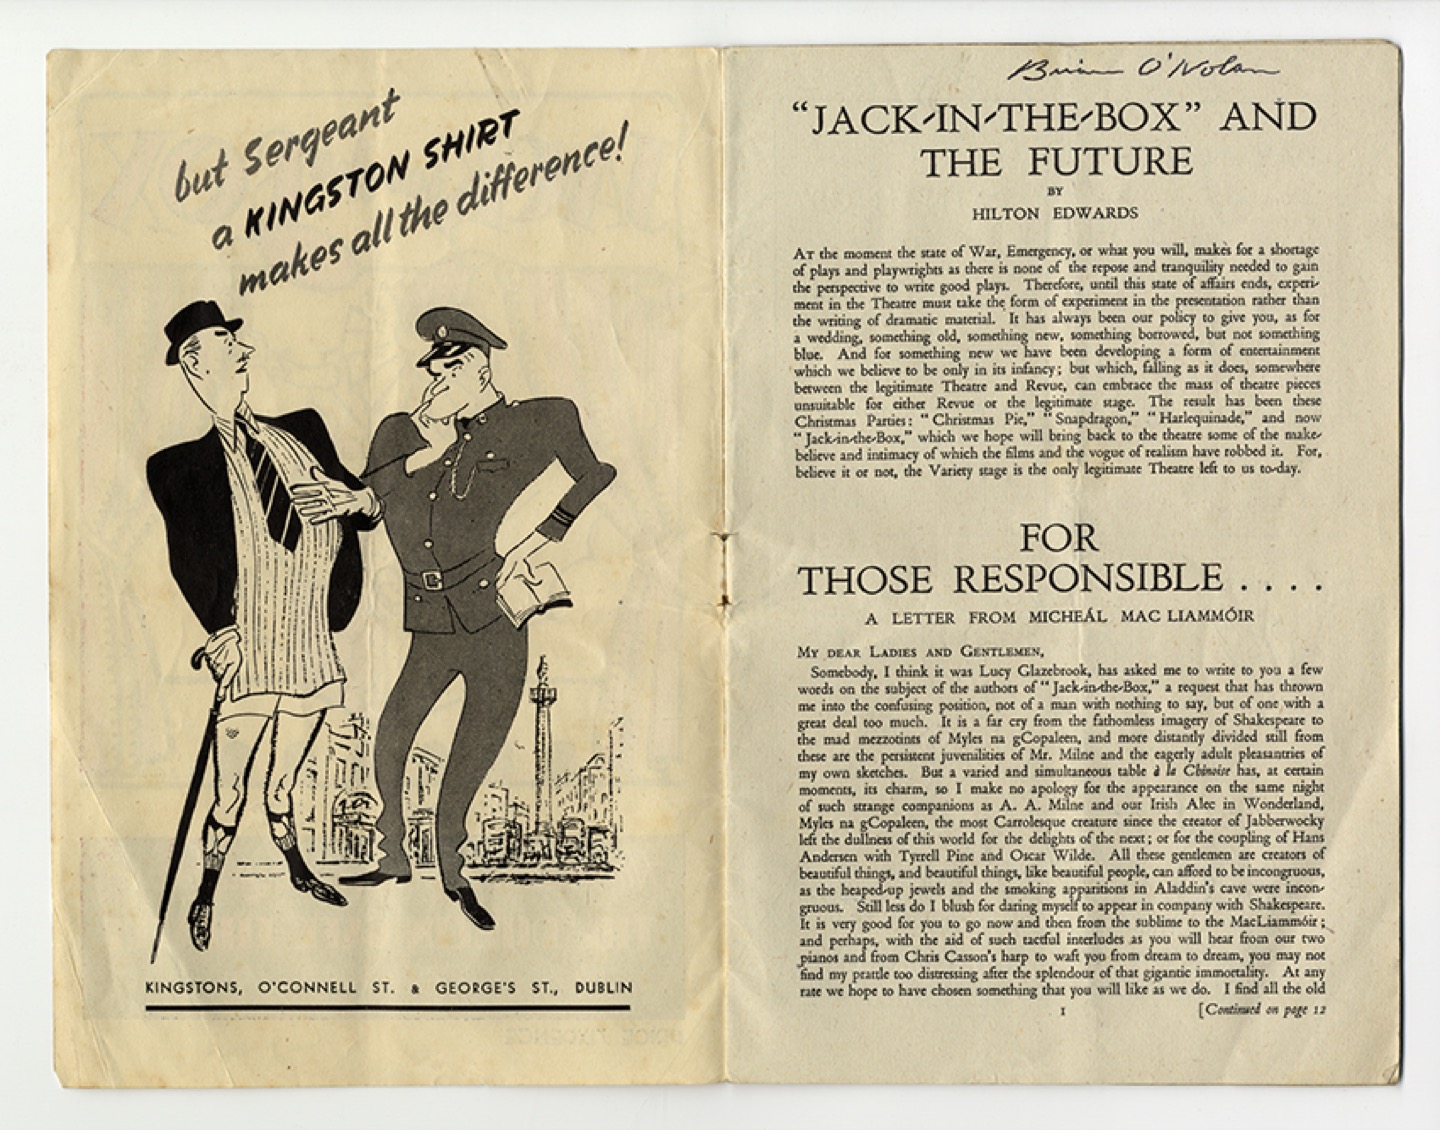 but Sergeant
a KINGSTON SHIRT
makes all the difference!
KINGSTONS, O'CONNELL ST. & GEORGE'S ST., DUBLIN
Brian O'Nolan
"JACK-IN-THE-BOX" AND
THE FUTURE
BY
HILTON EDWARDS
AT the moment the state of War, Emergency, or what you will, makes for a shortage
of plays and playwrights as there is none of the repose and tranquility needed to gain
the perspective to write good plays. Therefore, until this state of affairs ends, experi-
ment in the Theatre must take the form of experiment in the presentation rather than
the writing of dramatic material. It has always been our policy to give you, as for
a wedding, something old, something new, something borrowed, but not something
blue. And for something new we have been developing a form of entertainment
which we believe to be only in its infancy; but which, falling as it does, somewhere
between the legitimate Theatre and Revue, can embrace the mass of theatre pieces
unsuitable for either Revue or the legitimate stage. The result has been these
Christmas Parties: "Christmas Pie," "Snapdragon," "Harlequinade," and now
"Jack-in-the-Box," which we hope will bring back to the theatre some of the make-
believe and intimacy of which the films and the vogue of realism have robbed it. For,
believe it or not, the Variety stage is the only legitimate Theatre left to us to-day.
FOR
THOSE RESPONSIBLE . . . .
A LETTER FROM MICHEÁL MAC LIAMMÓIR
MY DEAR LADIES AND GENTLEMEN,
Somebody, I think it was Lucy Glazebrook, has asked me to write to you a few
words on the subject of the authors of "Jack-in-the-Box," a request that has thrown
me into the confusing position, not of a man with nothing to say, but of one with a
great deal too much. It is a far cry from the fathomless imagery of Shakespeare to
the mad mezzotints of Myles na gCopaleen, and more distantly divided still from
these are the persistent juvenilities of Mr. Milne and the eagerly adult pleasantries of
my own sketches. But a varied and simultaneous table à la Chinoise has, at certain
moments, its charm, so I make no apology for the appearance on the same night
of such strange companions as A. A. Milne and our Irish Alec in Wonderland,
Myles na gCopaleen, the most Carrolesque creature since the creator of Jabberwocky
left the dullness of this world for the delights of the next; or for the coupling of Hans
Andersen with Tyrrell Pine and Oscar Wilde. All these gentlemen are creators of
beautiful things, and beautiful things, like beautiful people, can afford to be incongruous,
as the heaped-up jewels and the smoking apparitions in Aladdin's cave were incon-
gruous. Still less do I blush for daring myself to appear in company with Shakespeare.
It is very good for you to go now and then from the sublime to the MacLiammóir;
and perhaps, with the aid of such tactful interludes as you will hear from our two
pianos and from Chris Casson's harp to waft you from dream to dream, you may not
find my prattle too distressing after the splendour of that gigantic immortality. At any
rate we hope to have chosen something that you will like as we do. I find all the old
1
[Continued on page 12